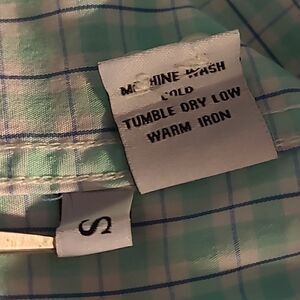 MACHINE WASH
COLD
TUMBLE DRY LOW
WARM IRON
S